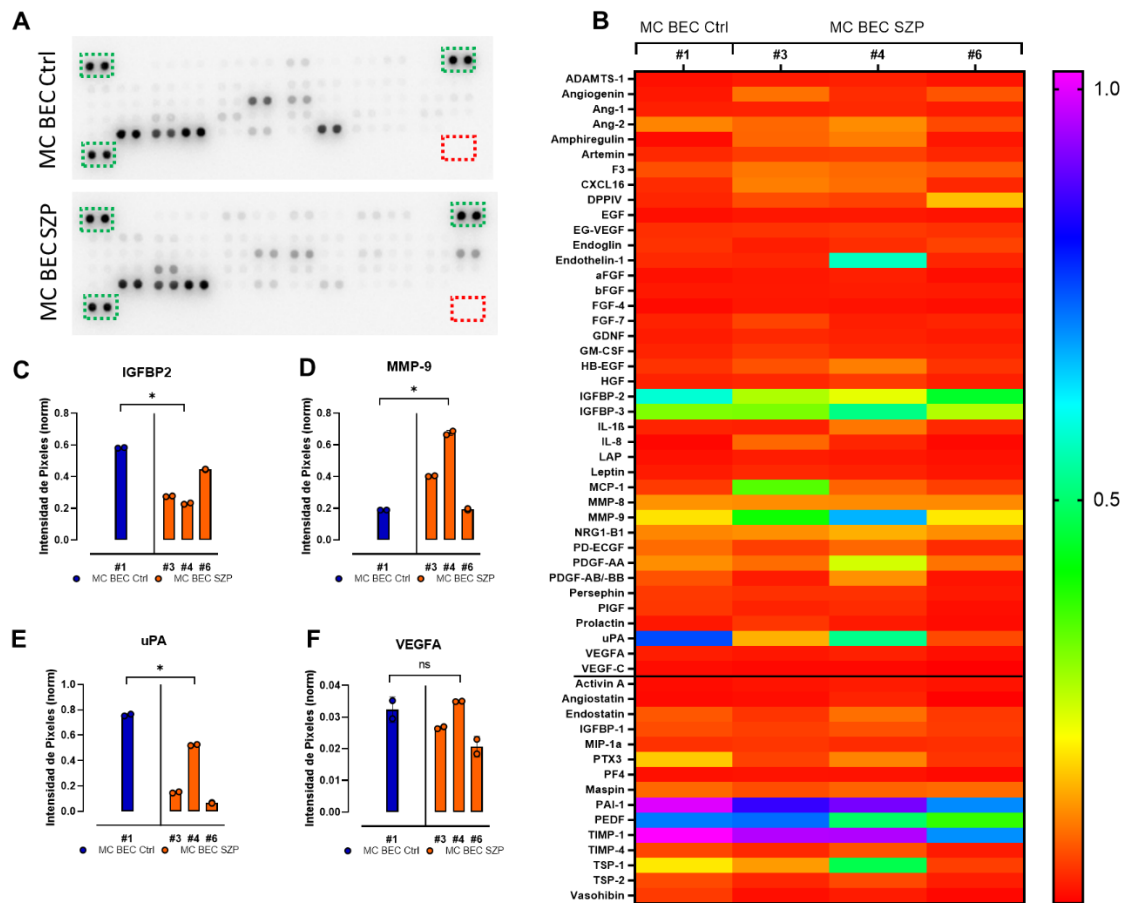 A
MC BEC Ctrl
MC BEC SZP
B
MC BEC Ctrl MC BEC SZP
#1 #3 #4 #6
ADAMTS-1
Angiogenin
Ang-1
Ang-2
Amphiregulin
Artemin
F3
CXCL16
DPPIV
EGF
EG-VEGF
Endoglin
Endothelin-1
aFGF
bFGF
FGF-4
FGF-7
GDNF
GM-CSF
HB-EGF
HGF
IGFBP-2
IGFBP-3
IL-1ß
IL-8
LAP
Leptin
MCP-1
MMP-8
MMP-9
NRG1-B1
PD-ECGF
PDGF-AA
PDGF-AB/-BB
Persephin
PlGF
Prolactin
uPA
VEGFA
VEGF-C
Activin A
Angiostatin
Endostatin
IGFBP-1
MIP-1a
PTX3
PF4
Maspin
PAI-1
PEDF
TIMP-1
TIMP-4
TSP-1
TSP-2
Vasohibin
1.0
0.5
C
IGFBP2
Intensidad de Pixeles (norm)
0.8
0.6
0.4
0.2
0.0
*
#1 #3 #4 #6
MC BEC Ctrl MC BEC SZP
D
MMP-9
Intensidad de Pixeles (norm)
0.8
0.6
0.4
0.2
0.0
*
#1 #3 #4 #6
MC BEC Ctrl MC BEC SZP
E
uPA
Intensidad de Pixeles (norm)
1.0
0.8
0.6
0.4
0.2
0.0
*
#1 #3 #4 #6
MC BEC Ctrl MC BEC SZP
F
VEGFA
Intensidad de Pixeles (norm)
0.04
0.03
0.02
0.01
0.00
ns
#1 #3 #4 #6
MC BEC Ctrl MC BEC SZP